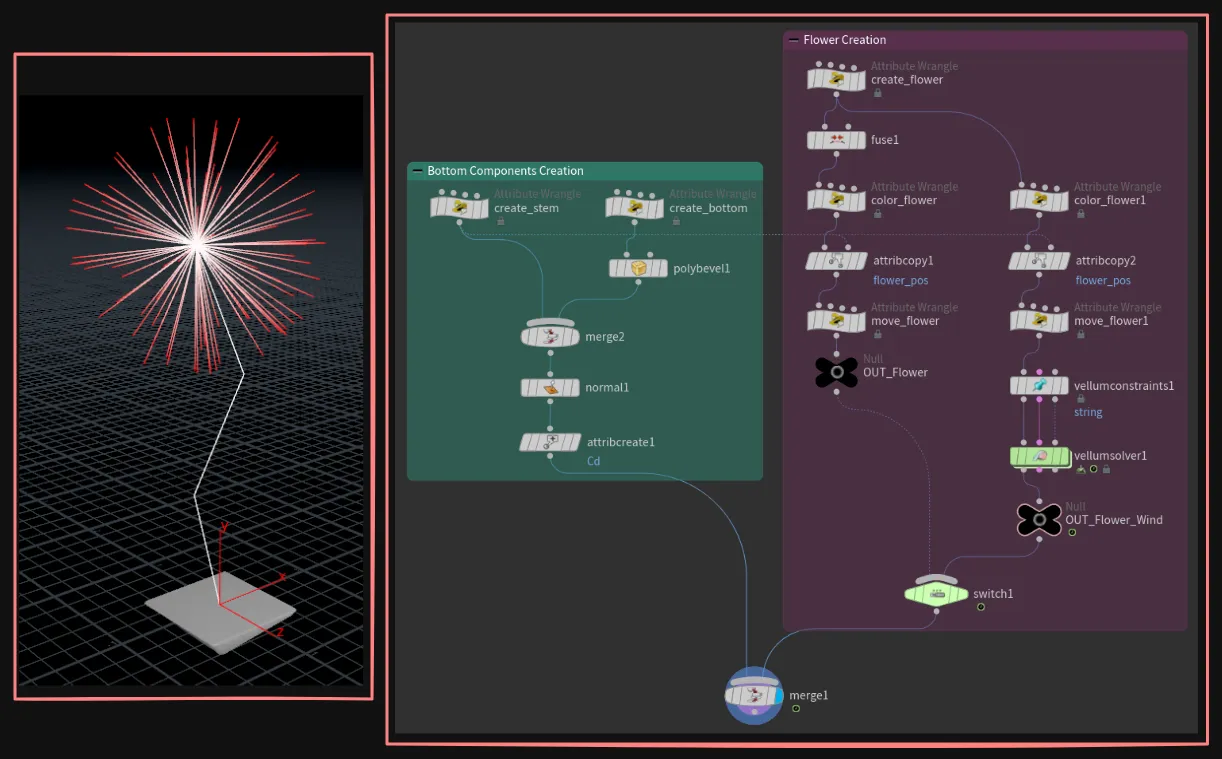 y
x
z
Bottom Components Creation
Attribute Wrangle
create_stem
Attribute Wrangle
create_bottom
polybevel1
merge2
normal1
attribcreate1
Cd
Flower Creation
Attribute Wrangle
create_flower
fuse1
Attribute Wrangle
color_flower
Attribute Wrangle
color_flower1
attribcopy1
flower_pos
attribcopy2
flower_pos
Attribute Wrangle
move_flower
Attribute Wrangle
move_flower1
Null
OUT_Flower
vellumconstraints1
string
vellumsolver1
Null
OUT_Flower_Wind
switch1
merge1